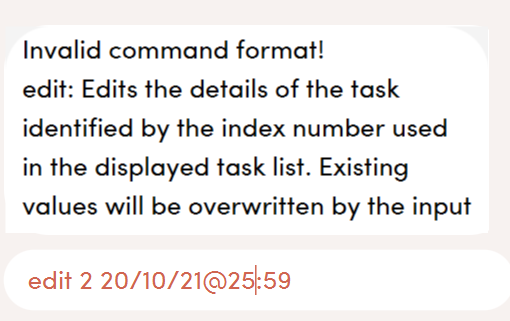 Invalid command format!
edit: Edits the details of the task
identified by the index number used
in the displayed task list. Existing
values will be overwritten by the input
edit 2 20/10/21@25:59